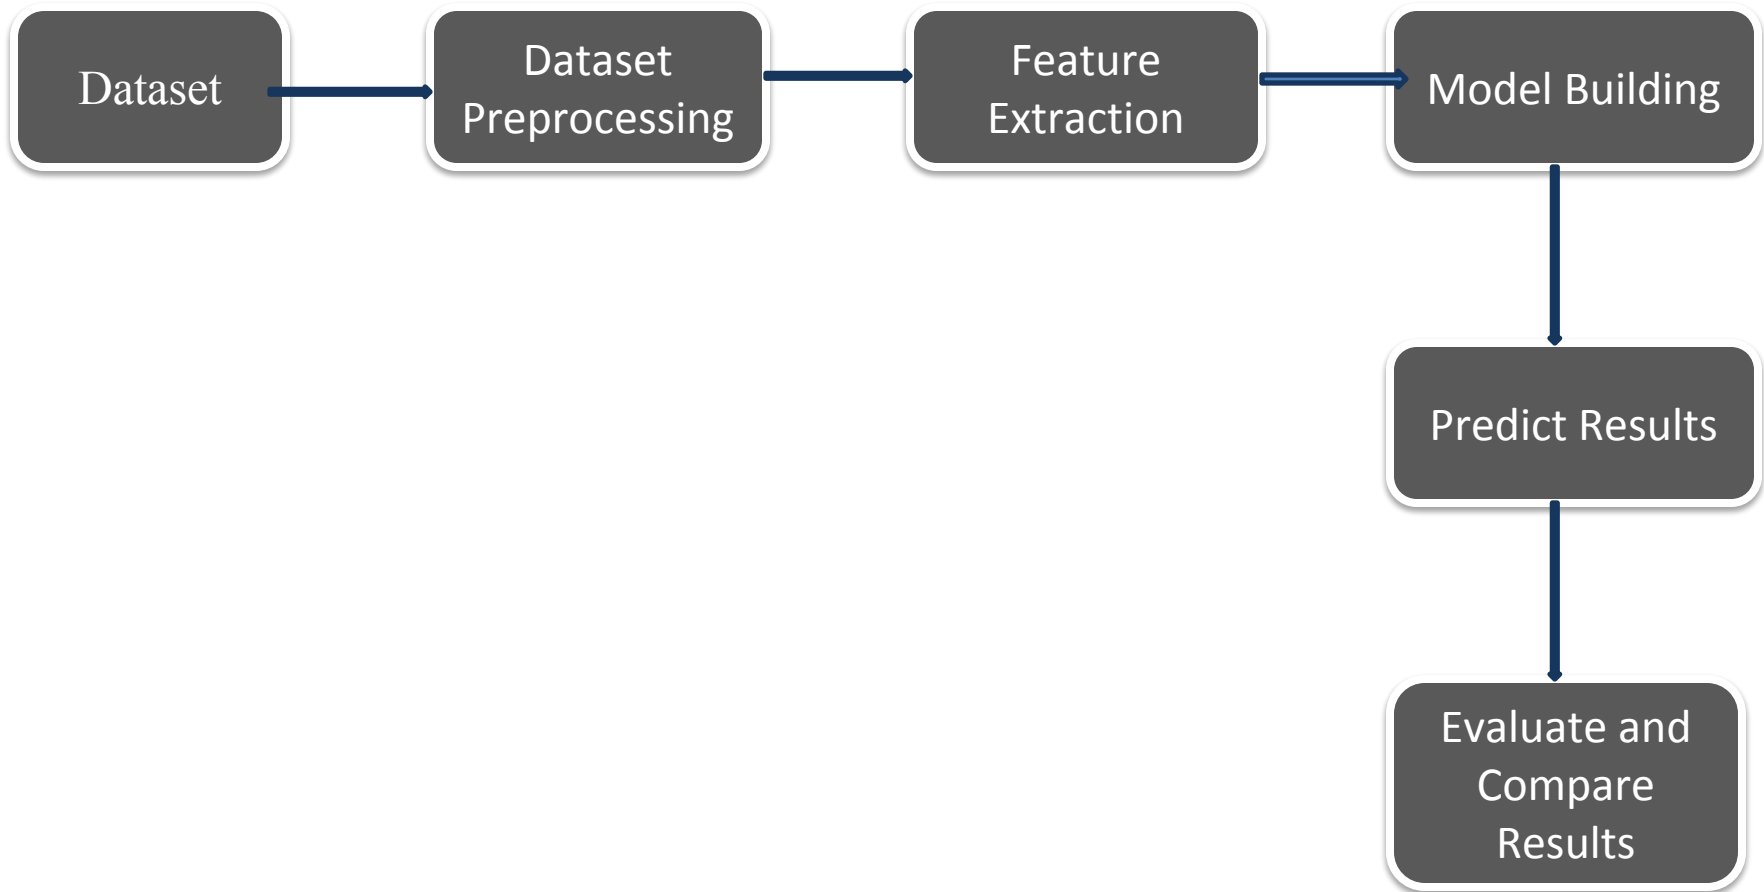 Dataset
Dataset
Preprocessing
Feature
Extraction
Model Building
Predict Results
Evaluate and
Compare
Results